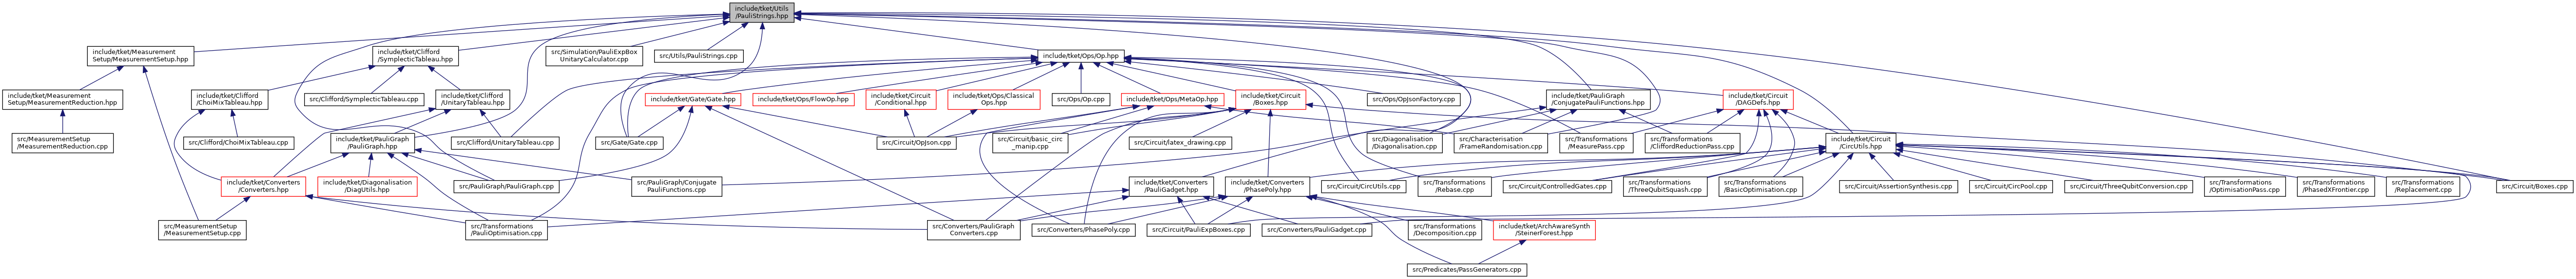 include/tket/Utils
/PauliStrings.hpp
include/tket/Measurement
Setup/MeasurementSetup.hpp
include/tket/Clifford
/SymplecticTableau.hpp
src/Simulation/PauliExpBox
UnitaryCalculator.cpp
src/Utils/PauliStrings.cpp
include/tket/Ops/Op.hpp
include/tket/Measurement
Setup/MeasurementReduction.hpp
include/tket/Clifford
/ChoiMixTableau.hpp
src/Clifford/SymplecticTableau.cpp
include/tket/Clifford
/UnitaryTableau.hpp
include/tket/Gate/Gate.hpp
include/tket/Ops/FlowOp.hpp
include/tket/Circuit
/Conditional.hpp
include/tket/Ops/Classical
Ops.hpp
src/Ops/Op.cpp
include/tket/Ops/MetaOp.hpp
include/tket/Circuit
/Boxes.hpp
src/Ops/OpJsonFactory.cpp
include/tket/PauliGraph
/ConjugatePauliFunctions.hpp
include/tket/Circuit
/DAGDefs.hpp
src/MeasurementSetup
/MeasurementReduction.cpp
src/Clifford/ChoiMixTableau.cpp
include/tket/PauliGraph
/PauliGraph.hpp
src/Clifford/UnitaryTableau.cpp
src/Gate/Gate.cpp
src/Circuit/OpJson.cpp
src/Circuit/basic_circ
_manip.cpp
src/Circuit/latex_drawing.cpp
src/Diagonalisation
/Diagonalisation.cpp
src/Characterisation
/FrameRandomisation.cpp
src/Transformations
/MeasurePass.cpp
src/Transformations
/CliffordReductionPass.cpp
include/tket/Circuit
/CircUtils.hpp
include/tket/Converters
/Converters.hpp
include/tket/Diagonalisation
/DiagUtils.hpp
src/PauliGraph/PauliGraph.cpp
src/PauliGraph/Conjugate
PauliFunctions.cpp
include/tket/Converters
/PauliGadget.hpp
include/tket/Converters
/PhasePoly.hpp
src/Circuit/CircUtils.cpp
src/Transformations
/Rebase.cpp
src/Circuit/ControlledGates.cpp
src/Transformations
/ThreeQubitSquash.cpp
src/Transformations
/BasicOptimisation.cpp
src/Circuit/AssertionSynthesis.cpp
src/Circuit/CircPool.cpp
src/Circuit/ThreeQubitConversion.cpp
src/Transformations
/OptimisationPass.cpp
src/Transformations
/PhasedXFrontier.cpp
src/Transformations
/Replacement.cpp
src/Circuit/Boxes.cpp
src/MeasurementSetup
/MeasurementSetup.cpp
src/Transformations
/PauliOptimisation.cpp
src/Converters/PauliGraph
Converters.cpp
src/Converters/PhasePoly.cpp
src/Circuit/PauliExpBoxes.cpp
src/Converters/PauliGadget.cpp
src/Transformations
/Decomposition.cpp
include/tket/ArchAwareSynth
/SteinerForest.hpp
src/Predicates/PassGenerators.cpp